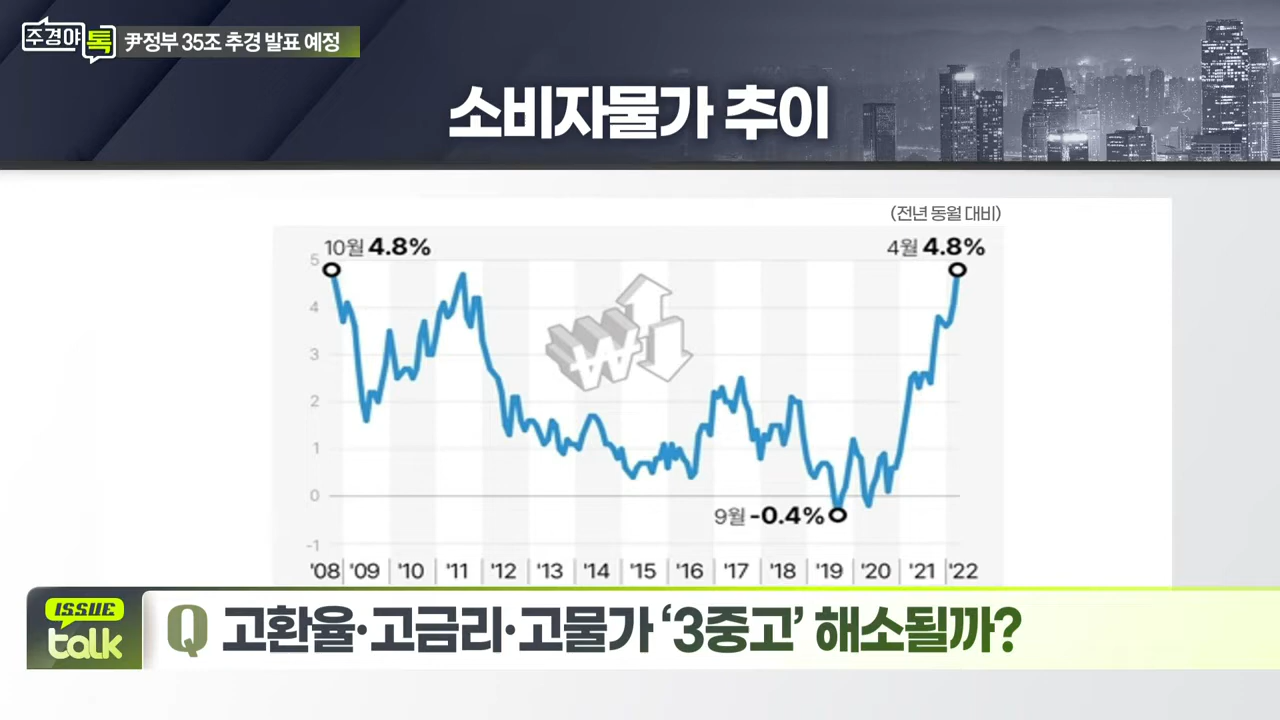 주경야톡
尹정부 35조 추경 발표 예정
소비자물가 추이
(전년 동월 대비)
10월 4.8%
4월 4.8%
5
4
3
2
1
0
9월 -0.4%
-1
'08 '09 '10 '11 '12 '13 '14 '15 '16 '17 '18 '19 '20 '21 '22
ISSUE
talk
Q 고환율·고금리·고물가 ‘3중고’ 해소될까?